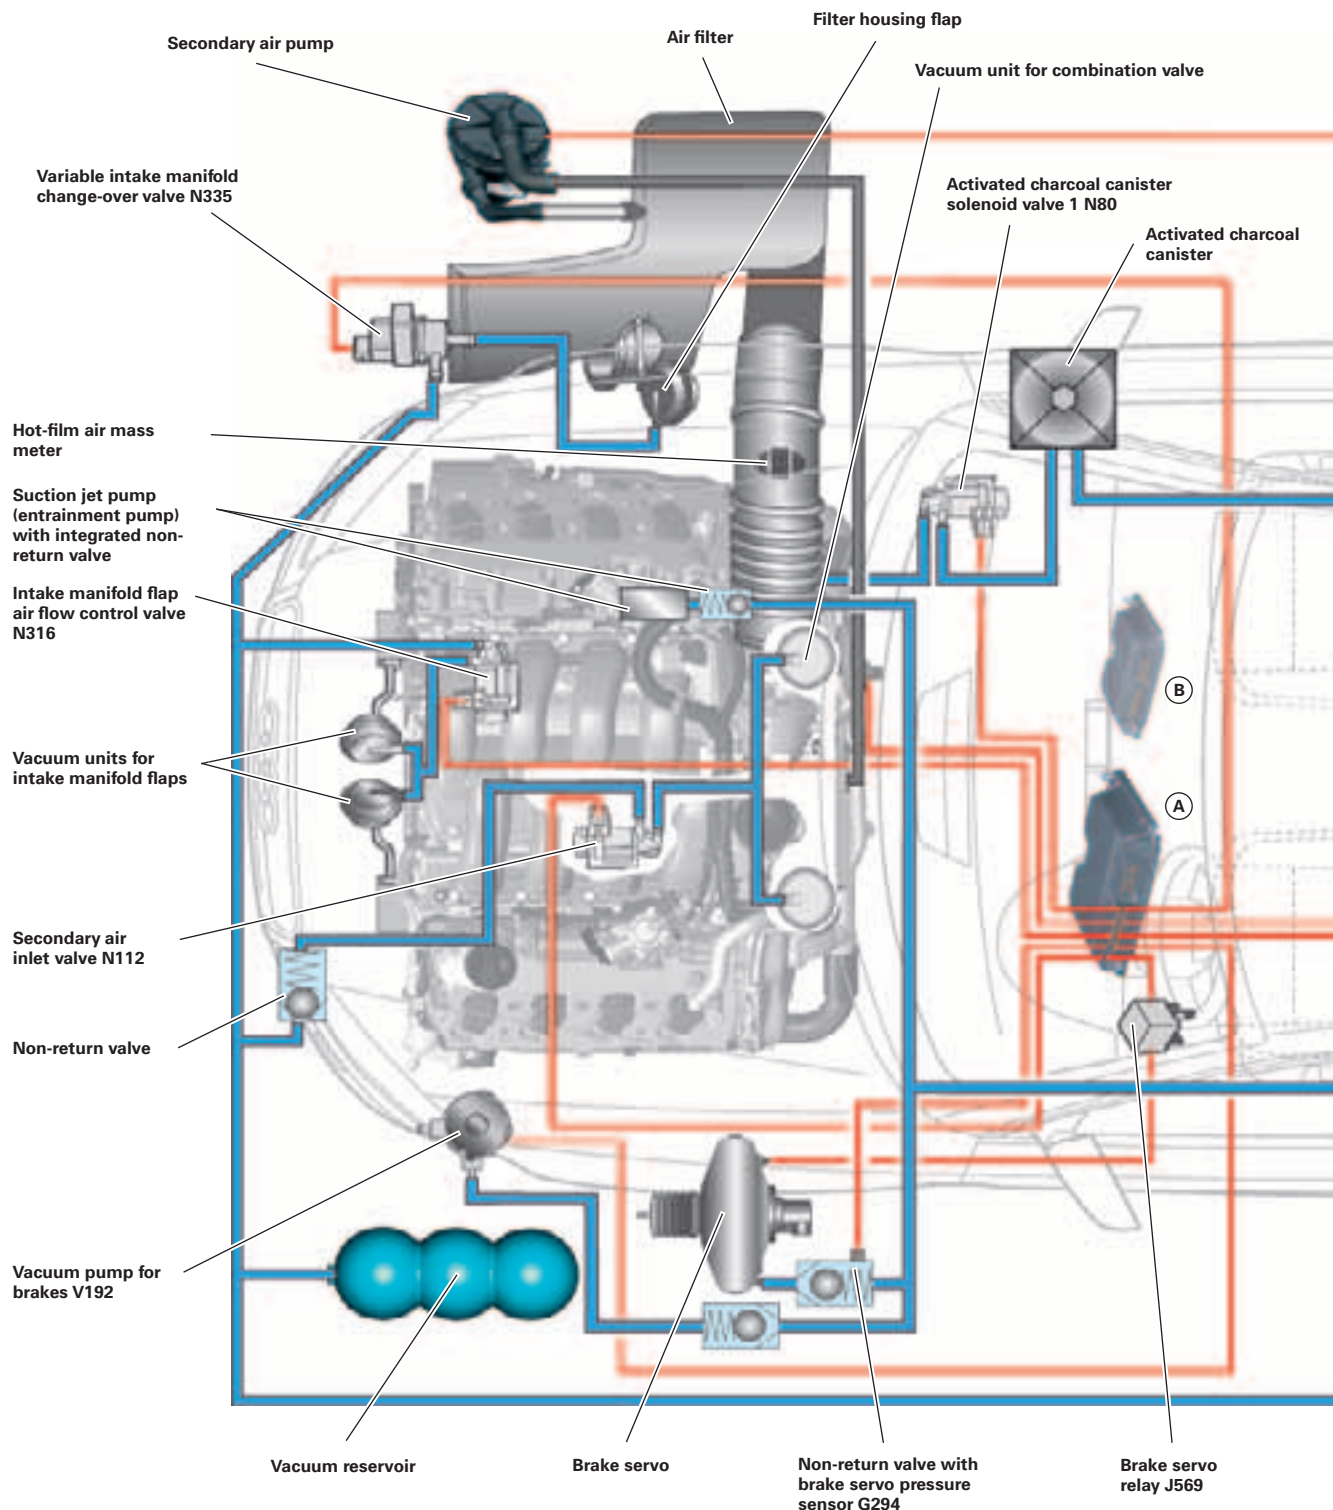 Filter housing flap
Secondary air pump
Air filter
Vacuum unit for combination valve
Variable intake manifold
change-over valve N335
Activated charcoal canister
solenoid valve 1 N80
Activated charcoal
canister
Hot-film air mass
meter
Suction jet pump
(entrainment pump)
with integrated non-
return valve
Intake manifold flap
air flow control valve
N316
B
Vacuum units for
intake manifold flaps
A
Secondary air
inlet valve N112
Non-return valve
Vacuum pump for
brakes V192
Vacuum reservoir
Brake servo
Non-return valve with
brake servo pressure
sensor G294
Brake servo
relay J569